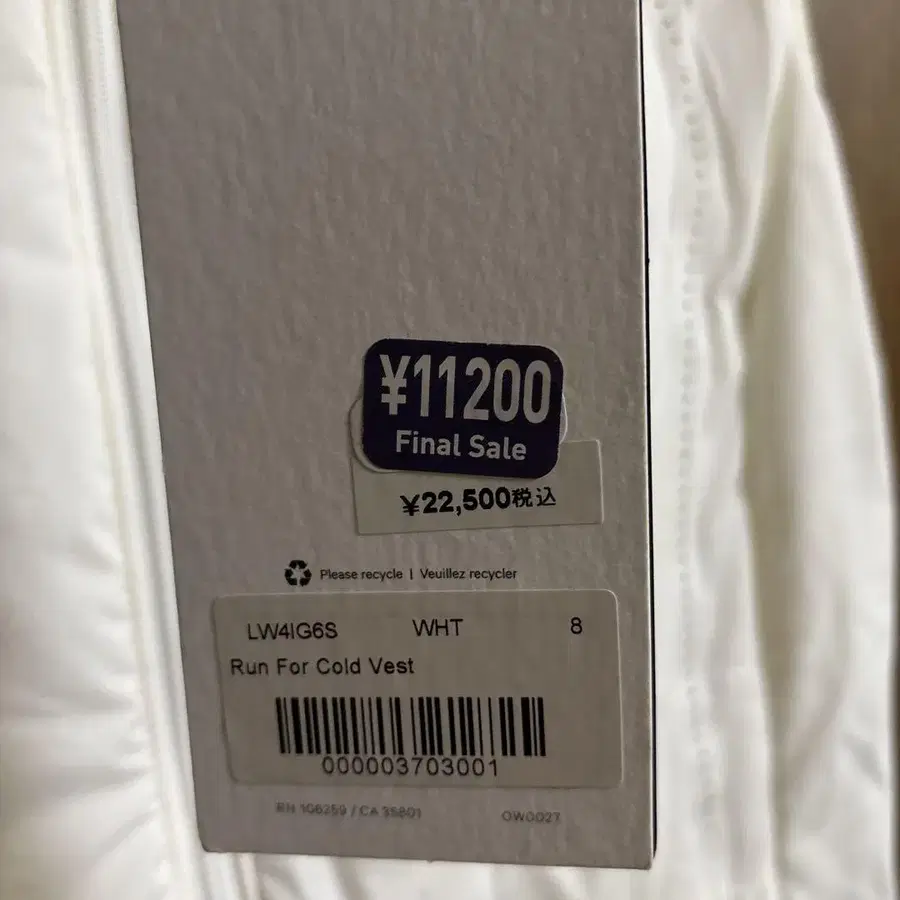 ¥11200
Final Sale
¥22,500税込
Please recycle | Veuillez recycler
LW4IG6S WHT 8
Run For Cold Vest
000003703001
RN 106259 / CA 35801 OW0027